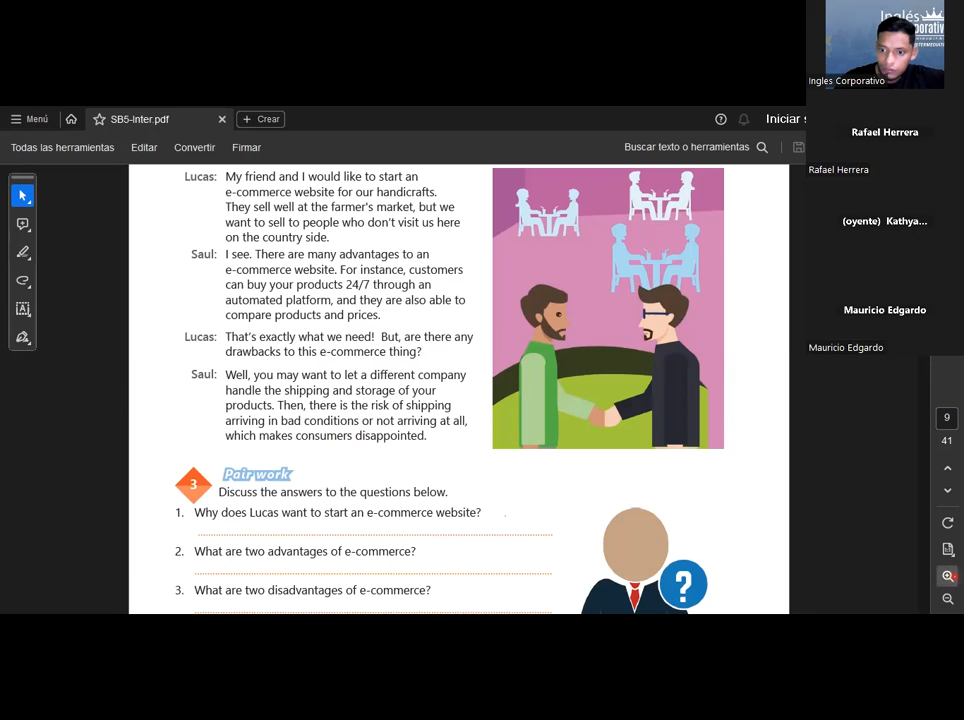 Inglés
Corporativo
INTERMEDIATE
Ingles Corporativo
Menú
SB5-Inter.pdf
Crear
Iniciar s
Rafael Herrera
Todas las herramientas
Editar
Convertir
Firmar
Buscar texto o herramientas
Rafael Herrera
Lucas: My friend and I would like to start an
e-commerce website for our handicrafts.
They sell well at the farmer's market, but we
want to sell to people who don't visit us here
on the country side.
Saul: I see. There are many advantages to an
e-commerce website. For instance, customers
can buy your products 24/7 through an
automated platform, and they are also able to
compare products and prices.
Lucas: That's exactly what we need! But, are there any
drawbacks to this e-commerce thing?
Saul: Well, you may want to let a different company
handle the shipping and storage of your
products. Then, there is the risk of shipping
arriving in bad conditions or not arriving at all,
which makes consumers disappointed.
(oyente) Kathya...
Mauricio Edgardo
Mauricio Edgardo
9
41
3
Pair work
Discuss the answers to the questions below.
1. Why does Lucas want to start an e-commerce website?
2. What are two advantages of e-commerce?
3. What are two disadvantages of e-commerce?
?